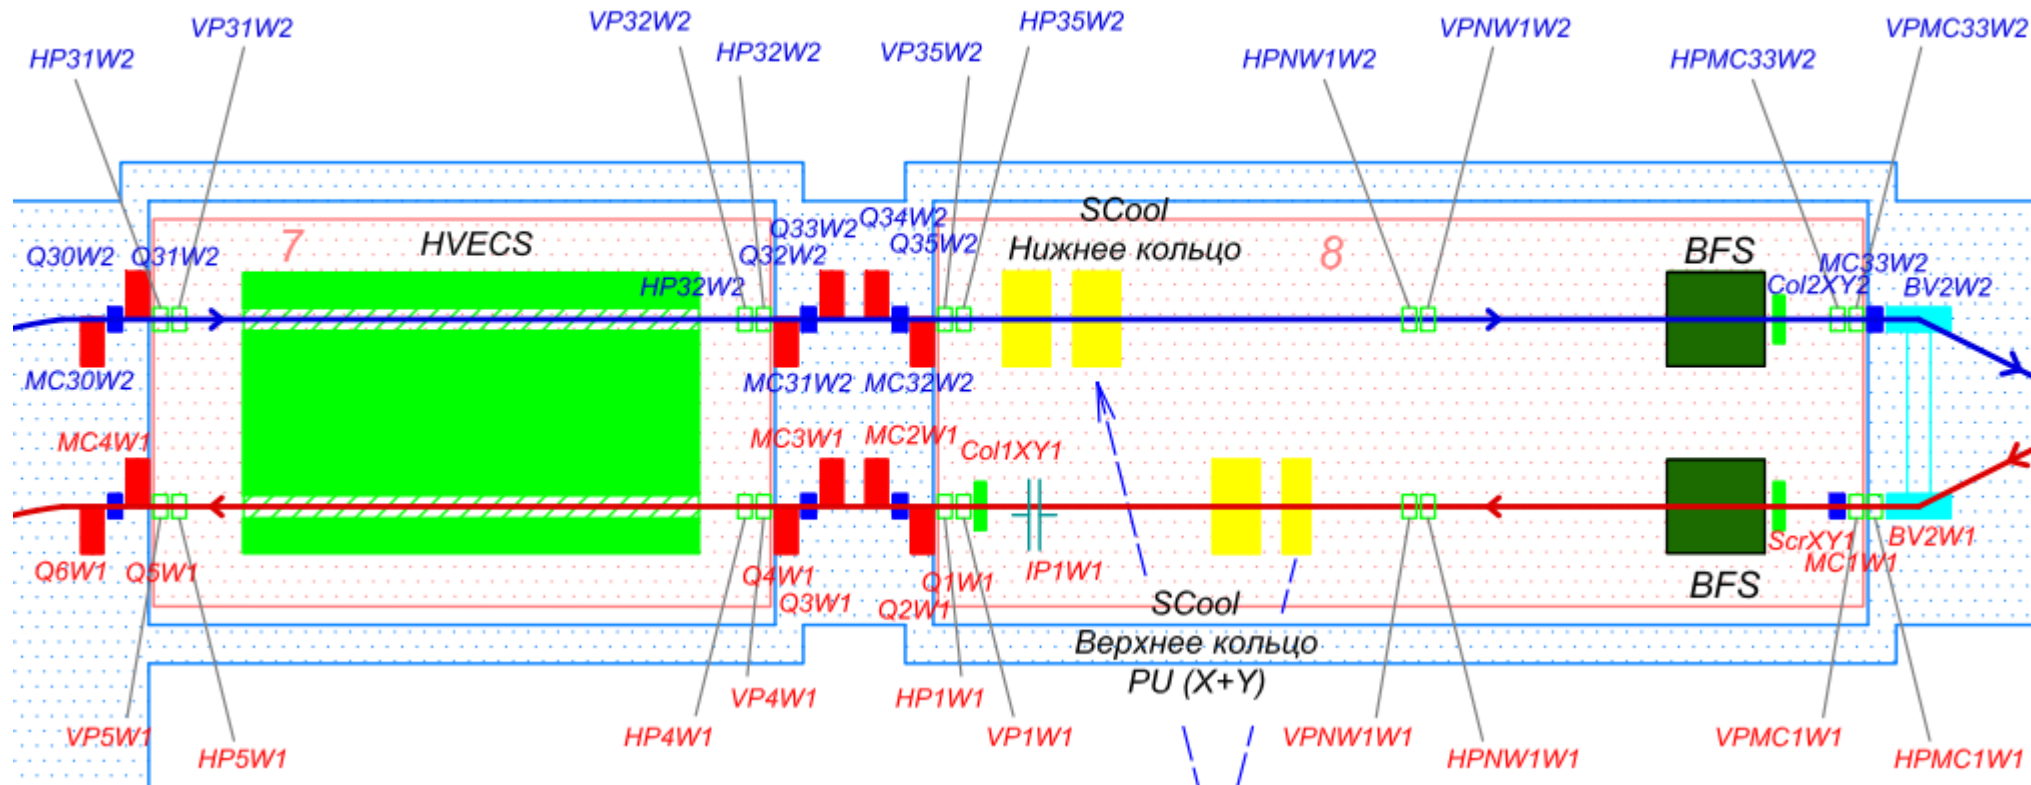 VP31W2
VP32W2
HP35W2
VPNW1W2
VPMC33W2
HP31W2
HP32W2
VP35W2
HPNW1W2
HPMC33W2
SCool
Нижнее кольцо
7
HVECS
8
BFS
Q30W2
Q31W2
Q33W2
Q32W2
Q34W2
Q35W2
HP32W2
MC33W2
Col2XY2
BV2W2
MC30W2
MC31W2
MC32W2
MC4W1
MC3W1
MC2W1
Col1XY1
Q6W1
Q5W1
Q4W1
Q3W1
Q1W1
Q2W1
IP1W1
ScrXY1
MC1W1
BV2W1
BFS
SCool
Верхнее кольцо
PU (X+Y)
VP5W1
HP5W1
HP4W1
VP4W1
HP1W1
VP1W1
VPNW1W1
HPNW1W1
VPMC1W1
HPMC1W1